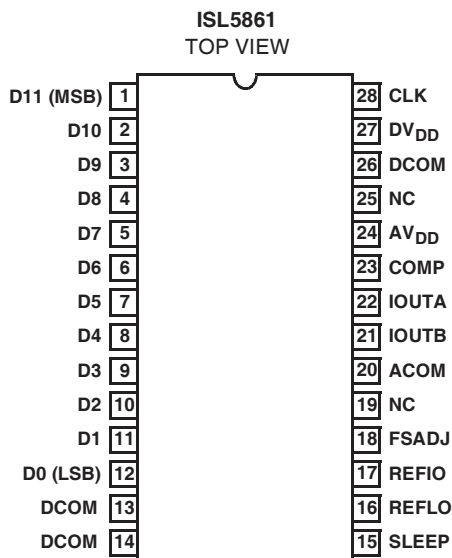 ISL5861
TOP VIEW
D11 (MSB) 1 28 CLK
D10 2 27 DVDD
D9 3 26 DCOM
D8 4 25 NC
D7 5 24 AVDD
D6 6 23 COMP
D5 7 22 IOUTA
D4 8 21 IOUTB
D3 9 20 ACOM
D2 10 19 NC
D1 11 18 FSADJ
D0 (LSB) 12 17 REFIO
DCOM 13 16 REFLO
DCOM 14 15 SLEEP